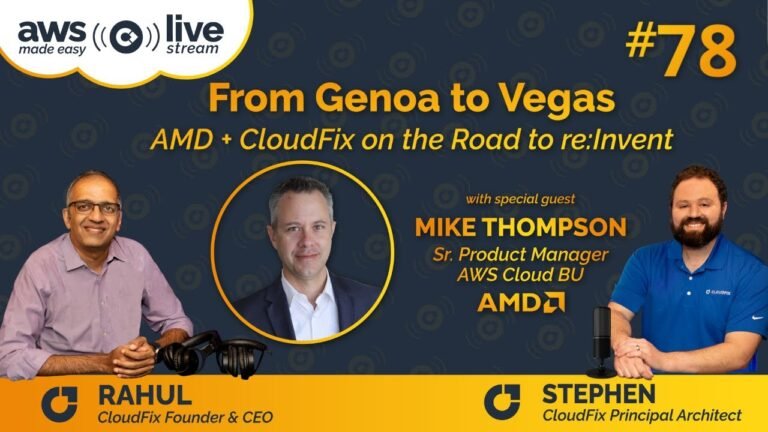 aws live
made easy stream
#78
From Genoa to Vegas
AMD + CloudFix on the Road to re:Invent
with special guest
MIKE THOMPSON
Sr. Product Manager
AWS Cloud BU
AMD
CLOUDFIX
RAHUL
CloudFix Founder & CEO
STEPHEN
CloudFix Principal Architect